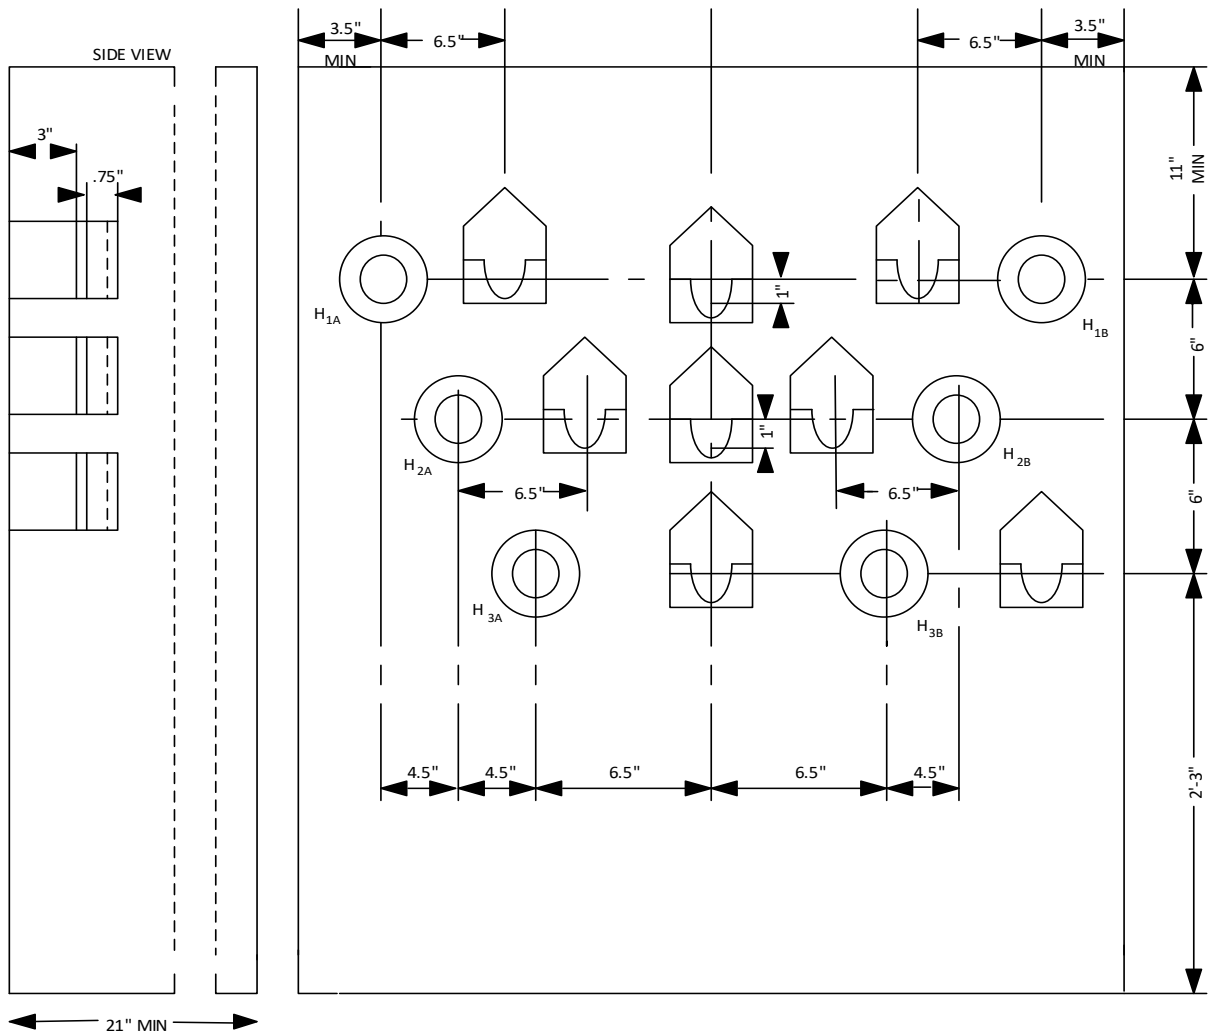 3.5"
3.5"
6.5"
6.5"
SIDE VIEW
MIN
MIN
3"
11"
MIN
.75"
1"
H1A
H1B
6"
1"
H2A
H2B
6.5"
6.5"
6"
H3A
H3B
4.5"
4.5"
6.5"
6.5"
4.5"
2'-3"
21" MIN